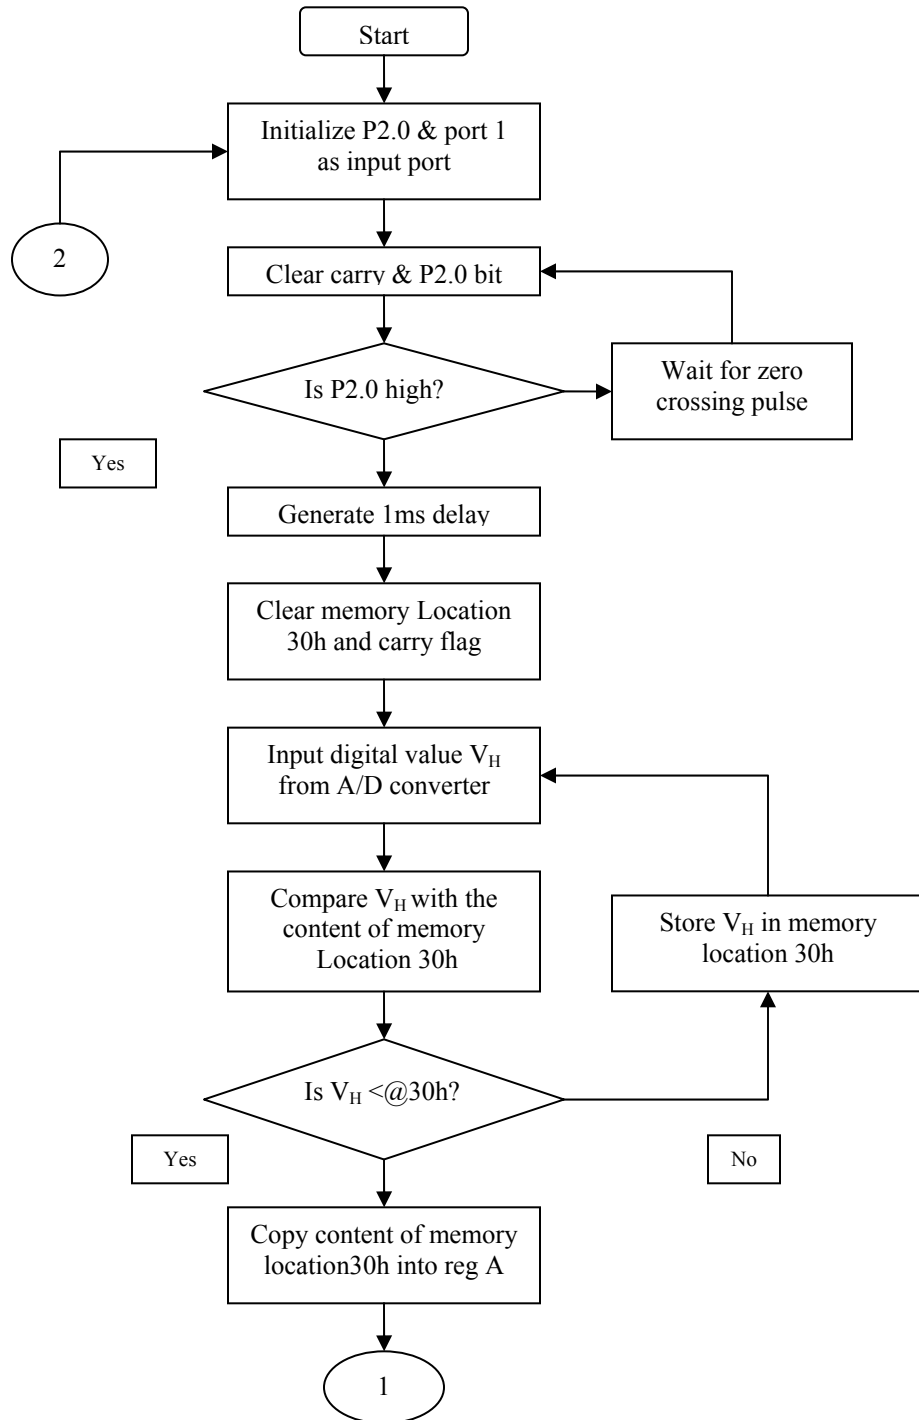 Start
Initialize P2.0 & port 1
as input port
2
Clear carry & P2.0 bit
Is P2.0 high?
Wait for zero
crossing pulse
Yes
Generate 1ms delay
Clear memory Location
30h and carry flag
Input digital value VH
from A/D converter
Compare VH with the
content of memory
Location 30h
Store VH in memory
location 30h
Is VH <@30h?
Yes
No
Copy content of memory
location30h into reg A
1